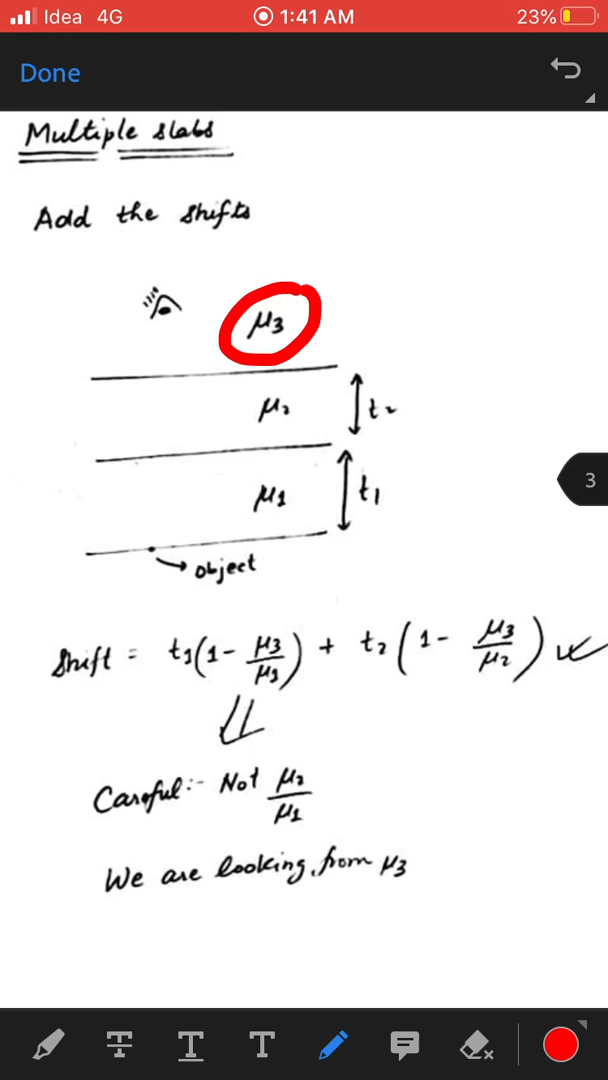 Idea 4G 1:41 AM 23%
Done
Multiple slabs
Add the shifts
μ3
μ2 t2
μ1 t1
3
object
Shift = t1(1 - μ3/μ1) + t2(1 - μ3/μ2)
Careful:- Not μ2/μ1
We are looking from μ3
T T T